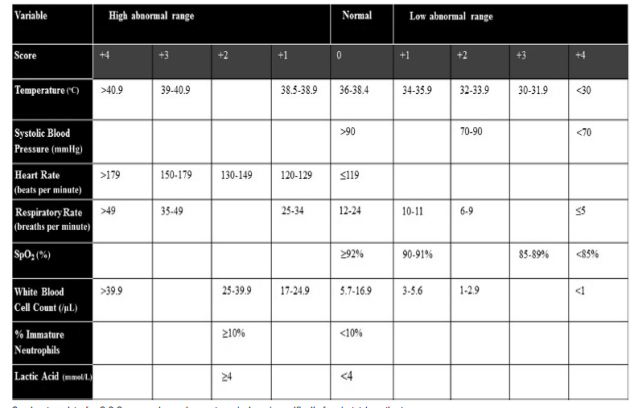 Variable High abnormal range Normal Low abnormal range
Score +4 +3 +2 +1 0 +1 +2 +3 +4
Temperature (°C) >40.9 39-40.9 38.5-38.9 36-38.4 34-35.9 32-33.9 30-31.9 <30
Systolic Blood
Pressure (mmHg) >90 70-90 <70
Heart Rate
(beats per minute) >179 150-179 130-149 120-129 ≤119
Respiratory Rate
(breaths per minute) >49 35-49 25-34 12-24 10-11 6-9 ≤5
SpO₂ (%) ≥92% 90-91% 85-89% <85%
White Blood
Cell Count (/μL) >39.9 25-39.9 17-24.9 5.7-16.9 3-5.6 1-2.9 <1
% Immature
Neutrophils ≥10% <10%
Lactic Acid (mmol/L) ≥4 <4